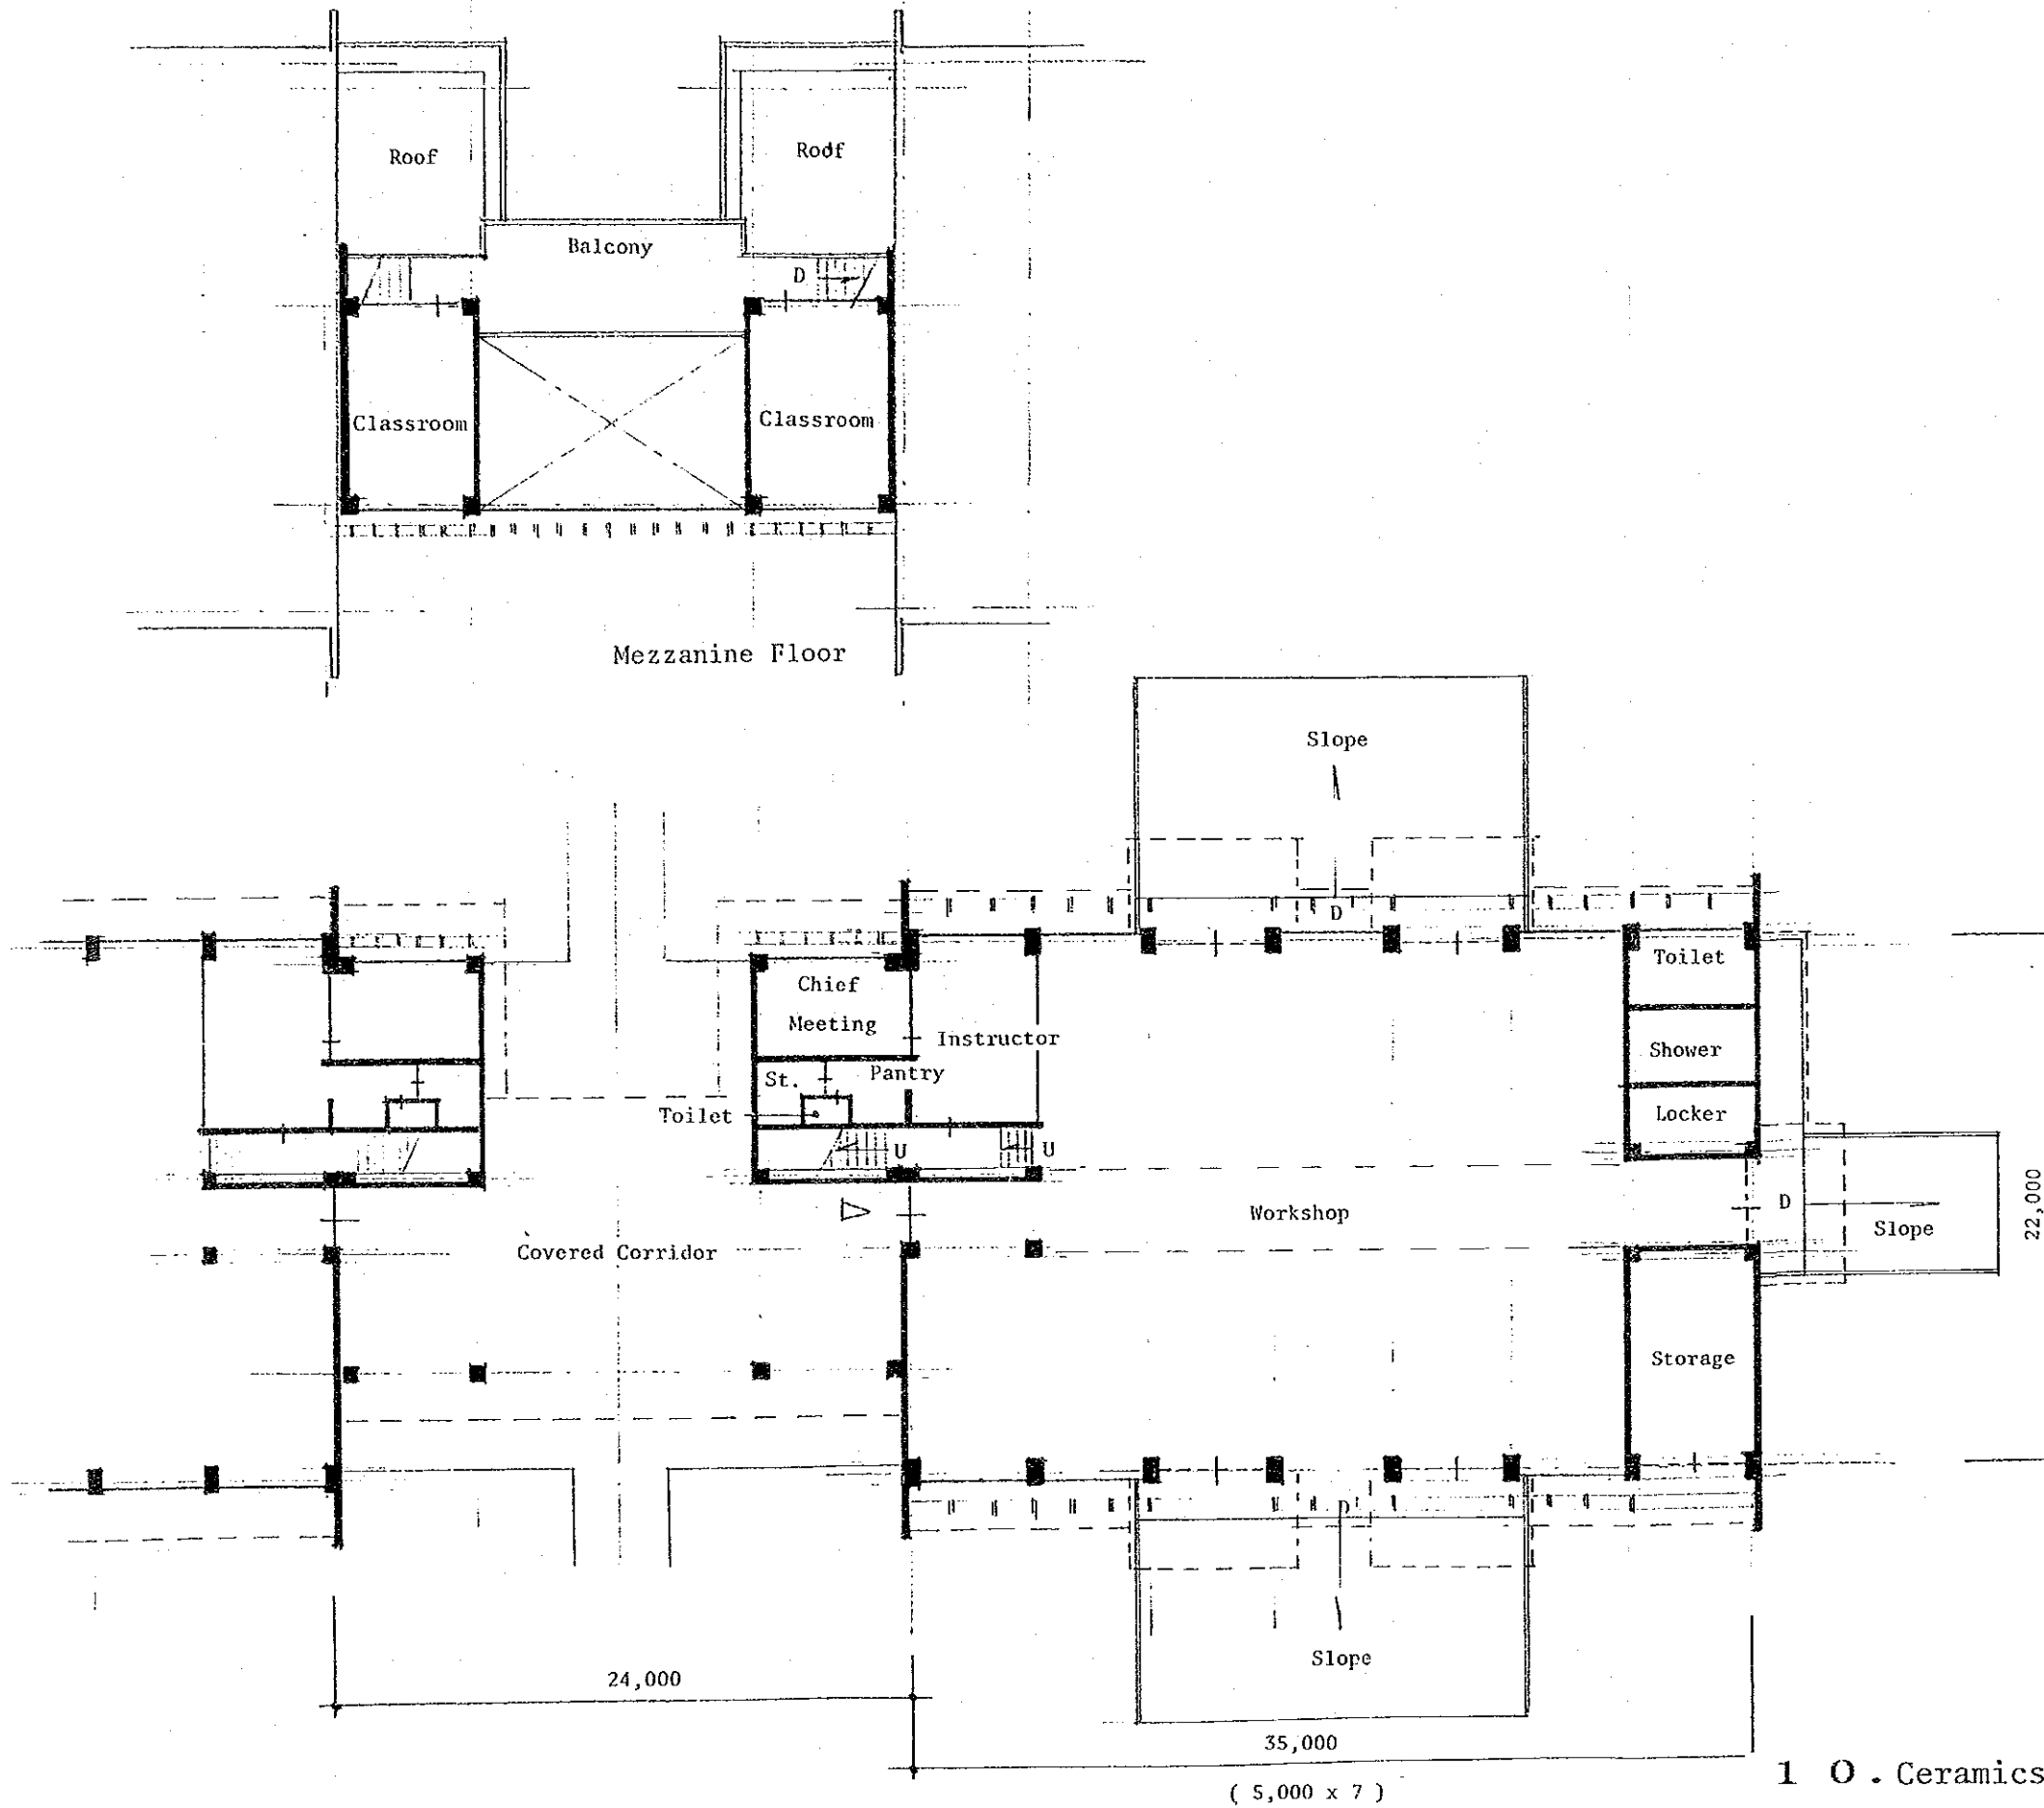 Roof
Roof
Balcony
D
Classroom
Classroom
Mezzanine Floor
Slope
D
Toilet
Chief
Meeting
Instructor
Shower
St.
Pantry
Toilet
Locker
U
U
Workshop
D
Slope
22,000
Covered Corridor
Storage
D
Slope
24,000
35,000
( 5,000 x 7 )
1 0 . Ceramics